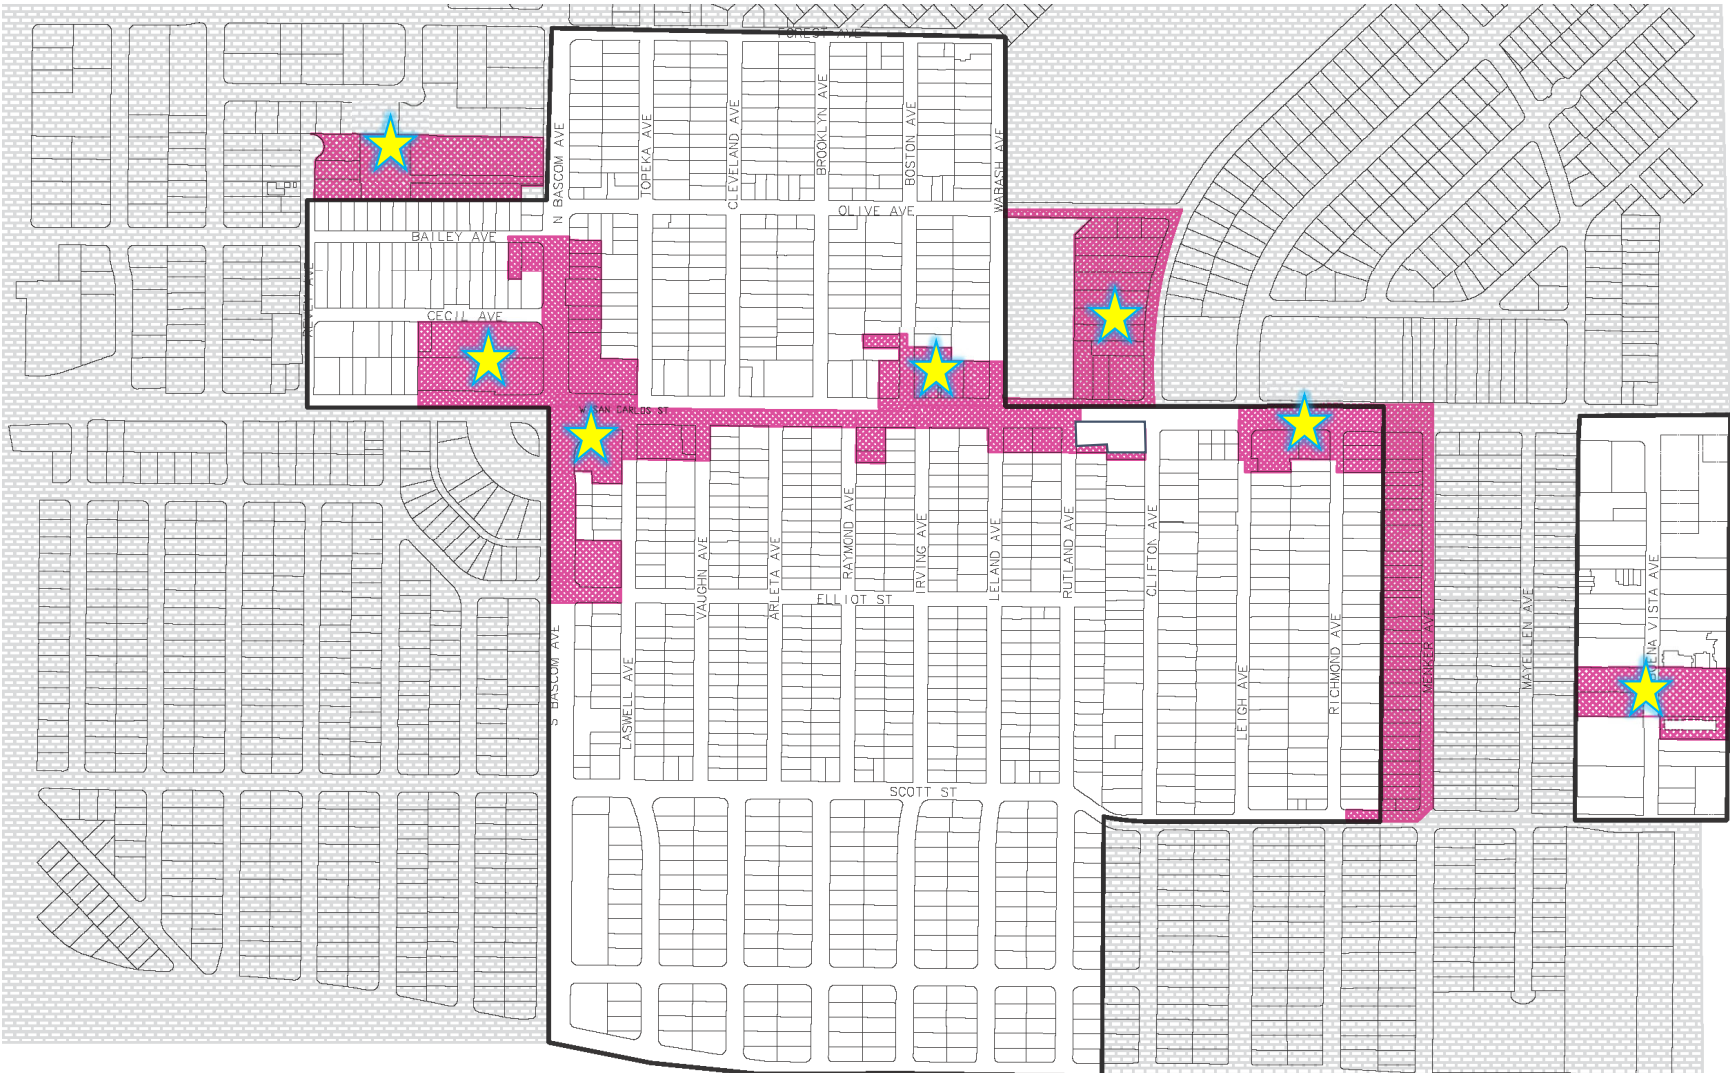 FOREST AVE
N BASCOM AVE
TOPEKA AVE
CLEVELAND AVE
BROOKLYN AVE
BOSTON AVE
WABASH AVE
OLIVE AVE
BAILEY AVE
CECIL AVE
W SAN CARLOS ST
S BASCOM AVE
LASWELL AVE
VAUGHN AVE
ARLETA AVE
RAYMOND AVE
IRVING AVE
LELAND AVE
RUTLAND AVE
CLIFTON AVE
LEIGH AVE
RICHMOND AVE
MENKER AVE
MAYELLEN AVE
VISTA AVE
ELLIOT ST
SCOTT ST